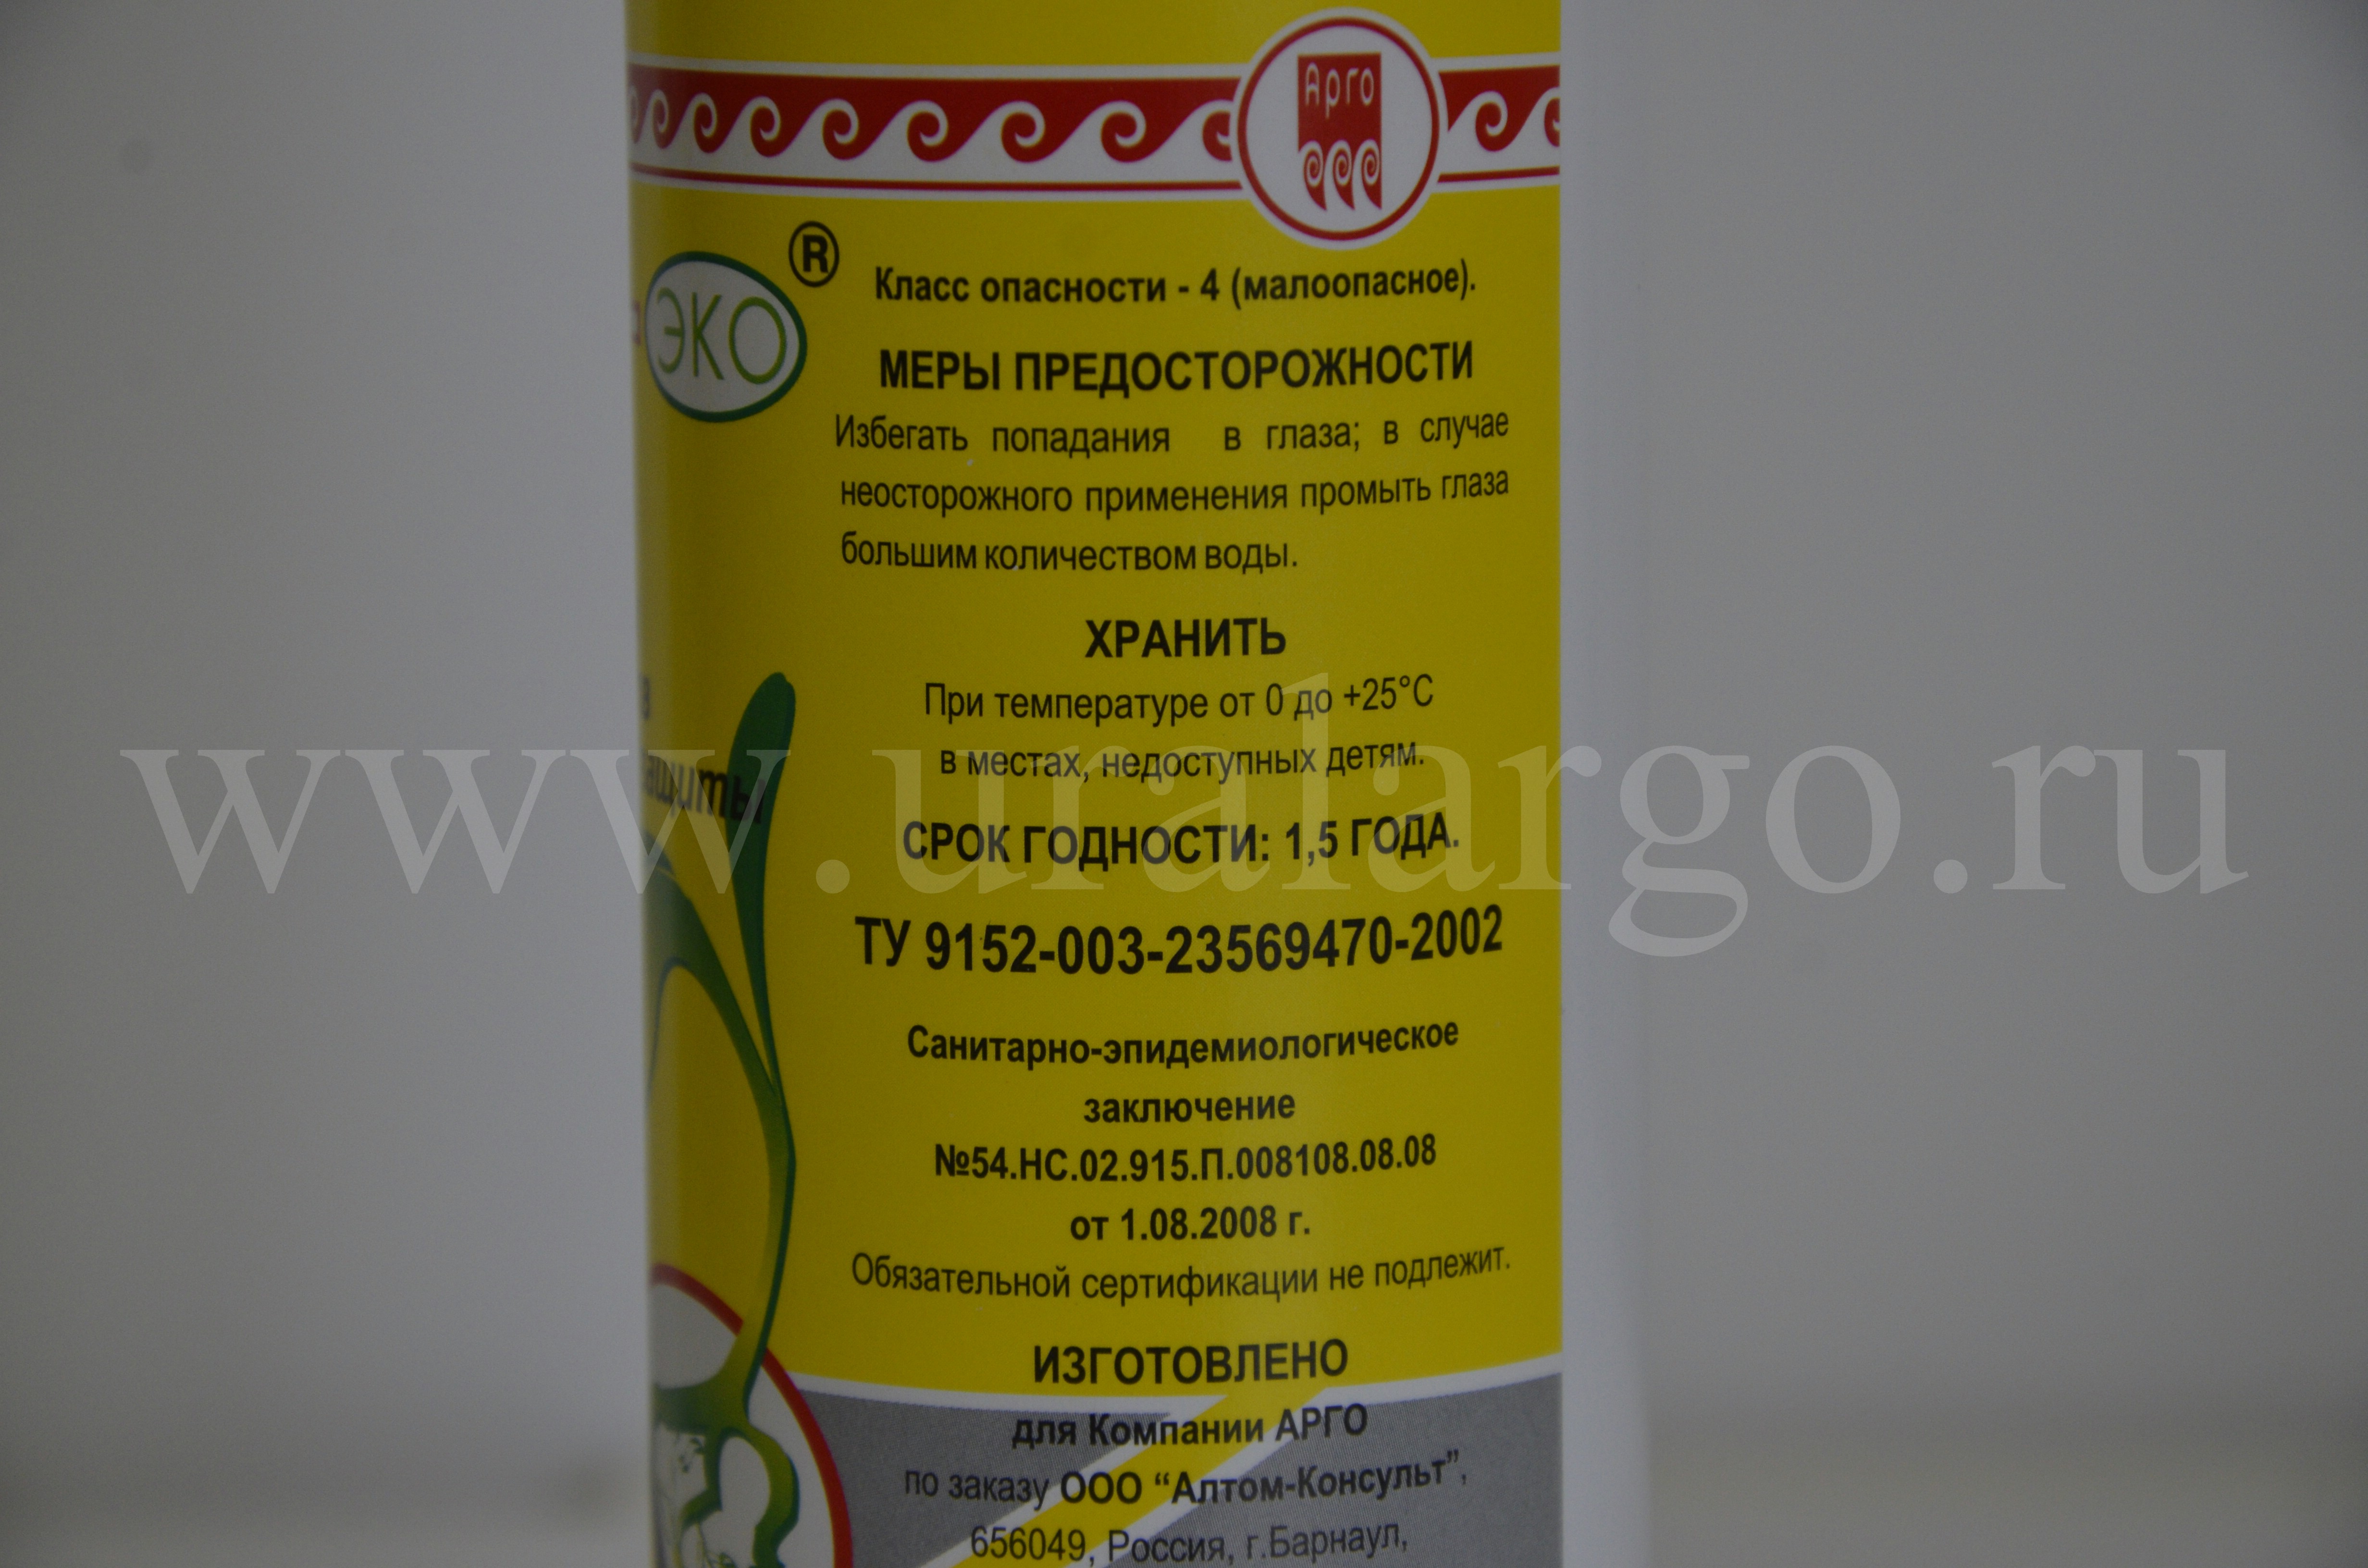 Арго
ЭКО ®
Класс опасности - 4 (малоопасное).
МЕРЫ ПРЕДОСТОРОЖНОСТИ
Избегать попадания в глаза; в случае
неосторожного применения промыть глаза
большим количеством воды.
ХРАНИТЬ
При температуре от 0 до +25°С
в местах, недоступных детям.
www.uralargo.ru
СРОК ГОДНОСТИ: 1,5 ГОДА.
ТУ 9152-003-23569470-2002
Санитарно-эпидемиологическое
заключение
№54.НС.02.915.П.008108.08.08
от 1.08.2008 г.
Обязательной сертификации не подлежит.
ИЗГОТОВЛЕНО
для Компании АРГО
по заказу ООО “Алтом-Консульт”,
656049, Россия, г.Барнаул,